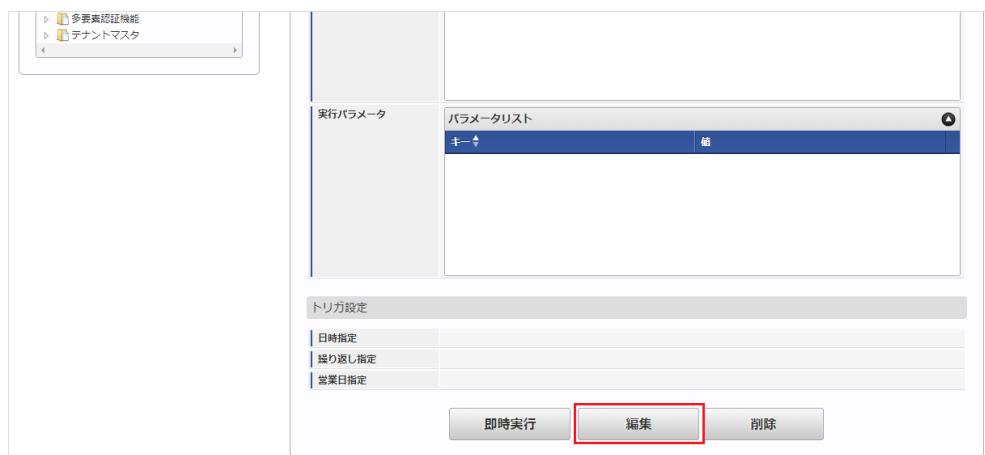 多要素認証機能
テナントマスタ
実行パラメータ
パラメータリスト
キー 値
トリガ設定
日時指定
繰り返し指定
営業日指定
即時実行 編集 削除